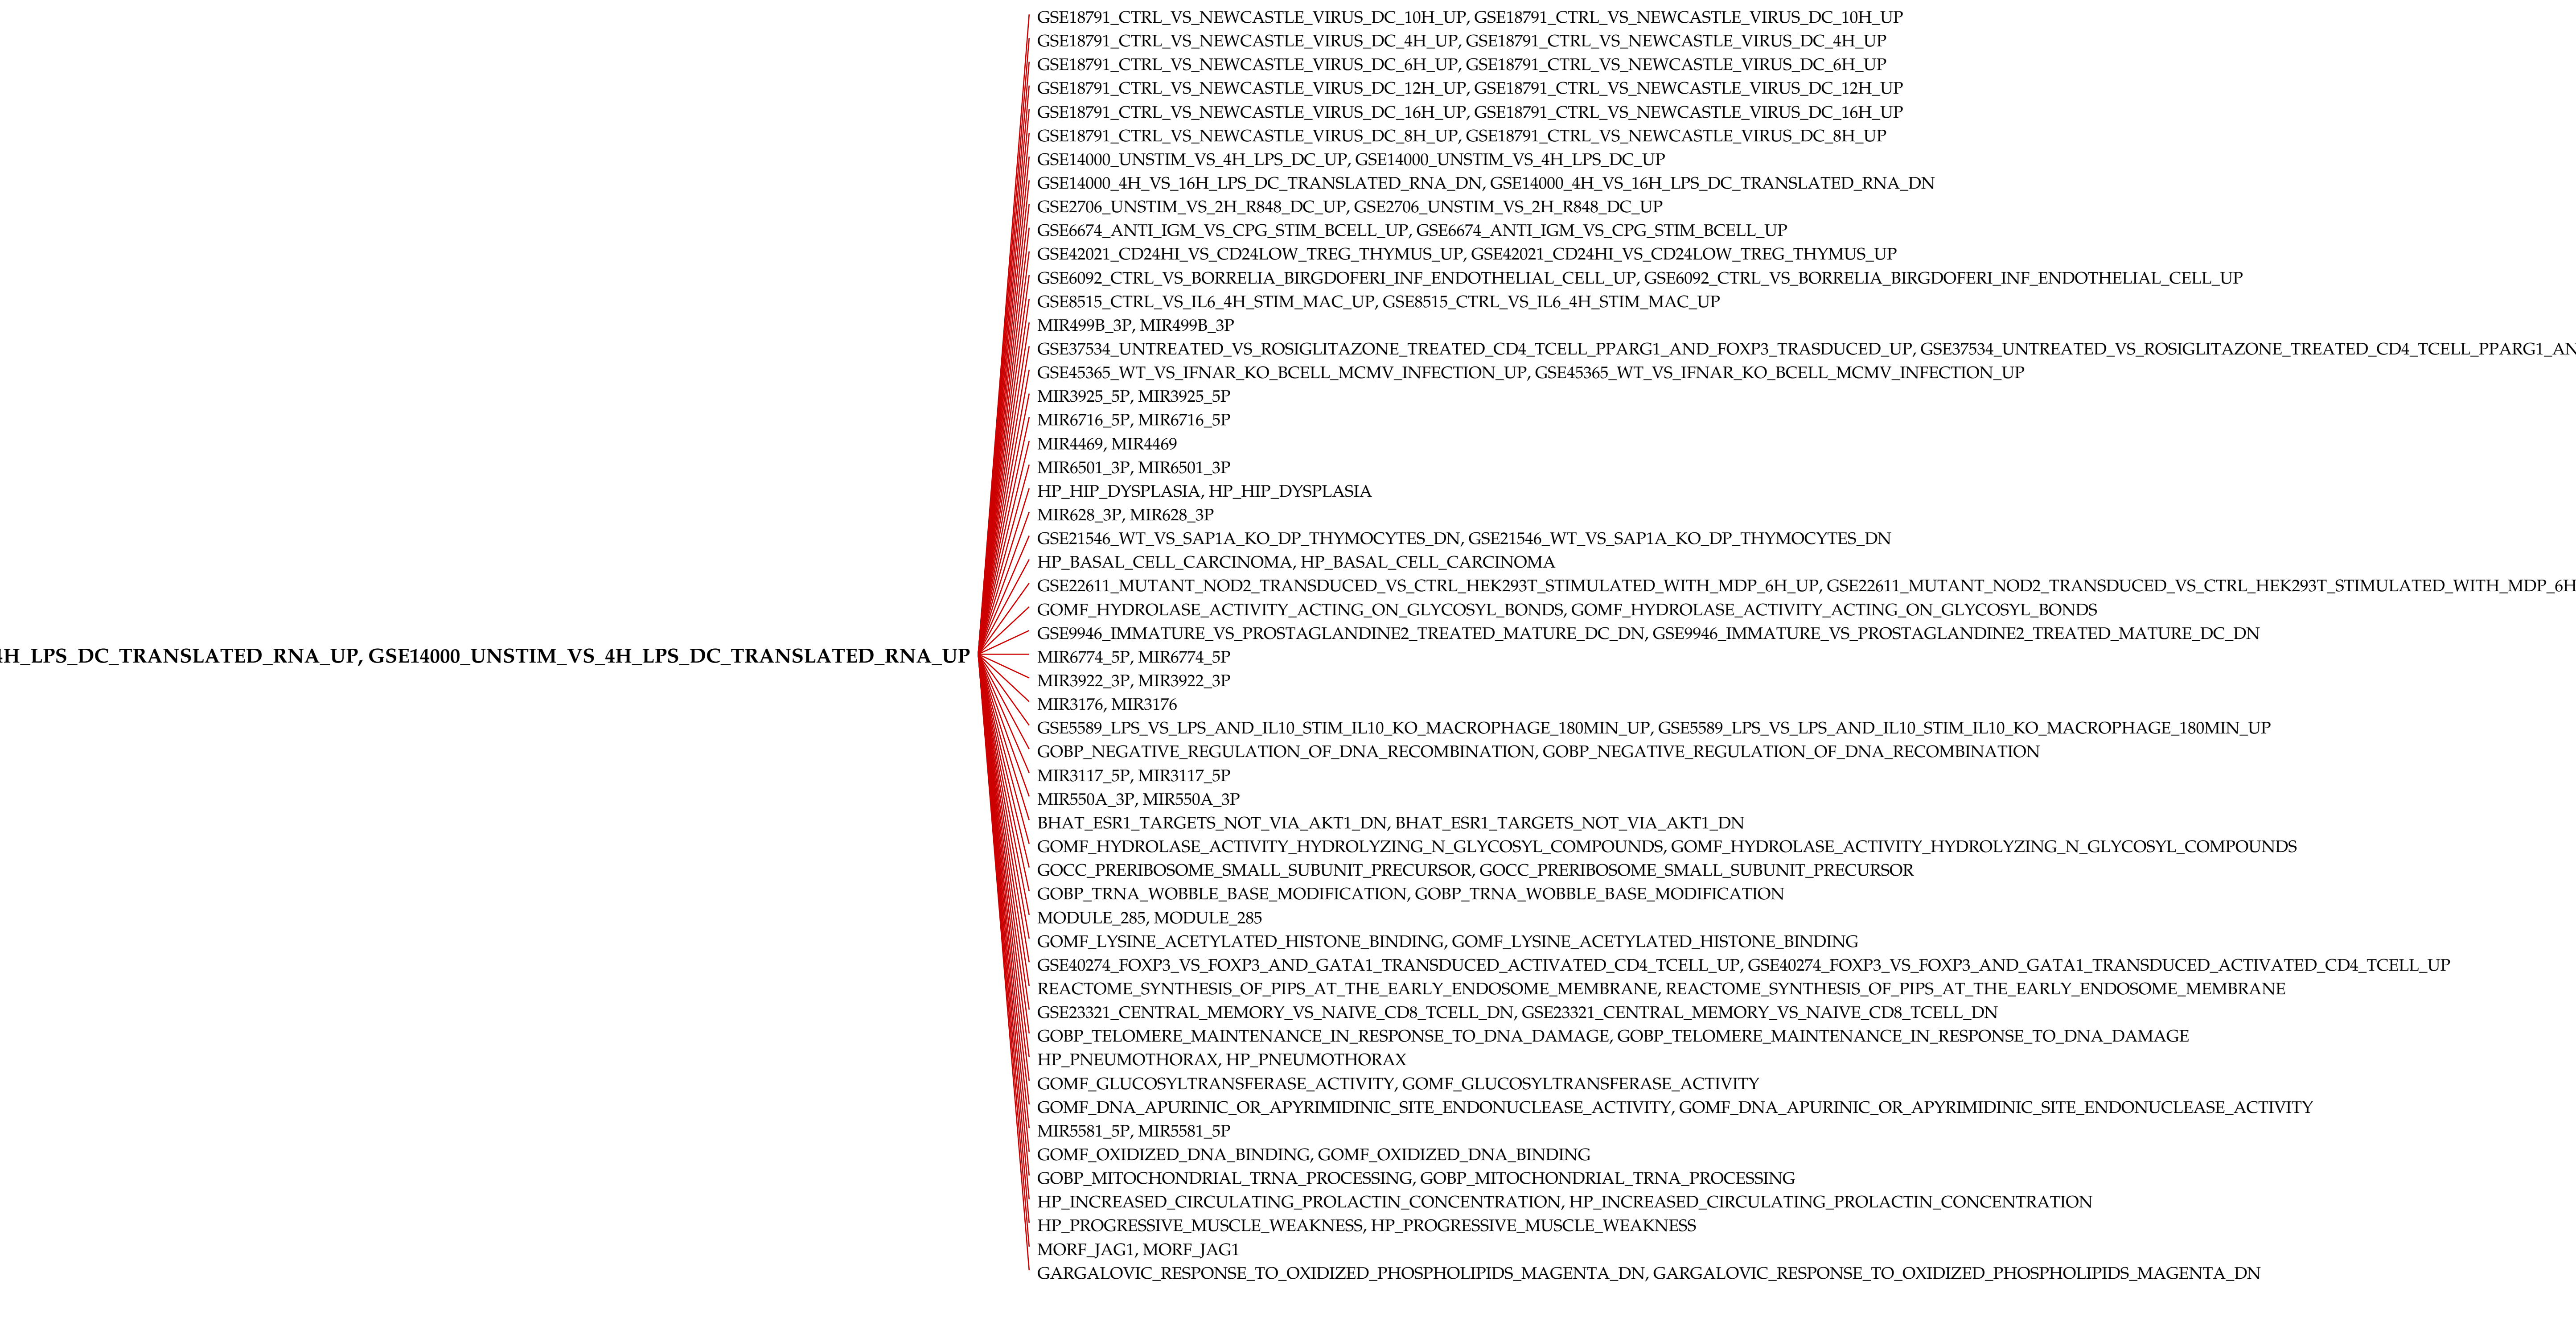 GSE18791_CTRL_VS_NEWCASTLE_VIRUS_DC_10H_UP, GSE18791_CTRL_VS_NEWCASTLE_VIRUS_DC_10H_UP
GSE18791_CTRL_VS_NEWCASTLE_VIRUS_DC_4H_UP, GSE18791_CTRL_VS_NEWCASTLE_VIRUS_DC_4H_UP
GSE18791_CTRL_VS_NEWCASTLE_VIRUS_DC_6H_UP, GSE18791_CTRL_VS_NEWCASTLE_VIRUS_DC_6H_UP
GSE18791_CTRL_VS_NEWCASTLE_VIRUS_DC_12H_UP, GSE18791_CTRL_VS_NEWCASTLE_VIRUS_DC_12H_UP
GSE18791_CTRL_VS_NEWCASTLE_VIRUS_DC_16H_UP, GSE18791_CTRL_VS_NEWCASTLE_VIRUS_DC_16H_UP
GSE18791_CTRL_VS_NEWCASTLE_VIRUS_DC_8H_UP, GSE18791_CTRL_VS_NEWCASTLE_VIRUS_DC_8H_UP
GSE14000_UNSTIM_VS_4H_LPS_DC_UP, GSE14000_UNSTIM_VS_4H_LPS_DC_UP
GSE14000_4H_VS_16H_LPS_DC_TRANSLATED_RNA_DN, GSE14000_4H_VS_16H_LPS_DC_TRANSLATED_RNA_DN
GSE2706_UNSTIM_VS_2H_R848_DC_UP, GSE2706_UNSTIM_VS_2H_R848_DC_UP
GSE6674_ANTI_IGM_VS_CPG_STIM_BCELL_UP, GSE6674_ANTI_IGM_VS_CPG_STIM_BCELL_UP
GSE42021_CD24HI_VS_CD24LOW_TREG_THYMUS_UP, GSE42021_CD24HI_VS_CD24LOW_TREG_THYMUS_UP
GSE6092_CTRL_VS_BORRELIA_BIRGDOFERI_INF_ENDOTHELIAL_CELL_UP, GSE6092_CTRL_VS_BORRELIA_BIRGDOFERI_INF_ENDOTHELIAL_CELL_UP
GSE8515_CTRL_VS_IL6_4H_STIM_MAC_UP, GSE8515_CTRL_VS_IL6_4H_STIM_MAC_UP
MIR499B_3P, MIR499B_3P
GSE37534_UNTREATED_VS_ROSIGLITAZONE_TREATED_CD4_TCELL_PPARG1_AND_FOXP3_TRASDUCED_UP, GSE37534_UNTREATED_VS_ROSIGLITAZONE_TREATED_CD4_TCELL_PPARG1_AN
GSE45365_WT_VS_IFNAR_KO_BCELL_MCMV_INFECTION_UP, GSE45365_WT_VS_IFNAR_KO_BCELL_MCMV_INFECTION_UP
MIR3925_5P, MIR3925_5P
MIR6716_5P, MIR6716_5P
MIR4469, MIR4469
MIR6501_3P, MIR6501_3P
HP_HIP_DYSPLASIA, HP_HIP_DYSPLASIA
MIR628_3P, MIR628_3P
GSE21546_WT_VS_SAP1A_KO_DP_THYMOCYTES_DN, GSE21546_WT_VS_SAP1A_KO_DP_THYMOCYTES_DN
HP_BASAL_CELL_CARCINOMA, HP_BASAL_CELL_CARCINOMA
GSE22611_MUTANT_NOD2_TRANSDUCED_VS_CTRL_HEK293T_STIMULATED_WITH_MDP_6H_UP, GSE22611_MUTANT_NOD2_TRANSDUCED_VS_CTRL_HEK293T_STIMULATED_WITH_MDP_6H
GOMF_HYDROLASE_ACTIVITY_ACTING_ON_GLYCOSYL_BONDS, GOMF_HYDROLASE_ACTIVITY_ACTING_ON_GLYCOSYL_BONDS
GSE9946_IMMATURE_VS_PROSTAGLANDINE2_TREATED_MATURE_DC_DN, GSE9946_IMMATURE_VS_PROSTAGLANDINE2_TREATED_MATURE_DC_DN
4H_LPS_DC_TRANSLATED_RNA_UP, GSE14000_UNSTIM_VS_4H_LPS_DC_TRANSLATED_RNA_UP
MIR6774_5P, MIR6774_5P
MIR3922_3P, MIR3922_3P
MIR3176, MIR3176
GSE5589_LPS_VS_LPS_AND_IL10_STIM_IL10_KO_MACROPHAGE_180MIN_UP, GSE5589_LPS_VS_LPS_AND_IL10_STIM_IL10_KO_MACROPHAGE_180MIN_UP
GOBP_NEGATIVE_REGULATION_OF_DNA_RECOMBINATION, GOBP_NEGATIVE_REGULATION_OF_DNA_RECOMBINATION
MIR3117_5P, MIR3117_5P
MIR550A_3P, MIR550A_3P
BHAT_ESR1_TARGETS_NOT_VIA_AKT1_DN, BHAT_ESR1_TARGETS_NOT_VIA_AKT1_DN
GOMF_HYDROLASE_ACTIVITY_HYDROLYZING_N_GLYCOSYL_COMPOUNDS, GOMF_HYDROLASE_ACTIVITY_HYDROLYZING_N_GLYCOSYL_COMPOUNDS
GOCC_PRERIBOSOME_SMALL_SUBUNIT_PRECURSOR, GOCC_PRERIBOSOME_SMALL_SUBUNIT_PRECURSOR
GOBP_TRNA_WOBBLE_BASE_MODIFICATION, GOBP_TRNA_WOBBLE_BASE_MODIFICATION
MODULE_285, MODULE_285
GOMF_LYSINE_ACETYLATED_HISTONE_BINDING, GOMF_LYSINE_ACETYLATED_HISTONE_BINDING
GSE40274_FOXP3_VS_FOXP3_AND_GATA1_TRANSDUCED_ACTIVATED_CD4_TCELL_UP, GSE40274_FOXP3_VS_FOXP3_AND_GATA1_TRANSDUCED_ACTIVATED_CD4_TCELL_UP
REACTOME_SYNTHESIS_OF_PIPS_AT_THE_EARLY_ENDOSOME_MEMBRANE, REACTOME_SYNTHESIS_OF_PIPS_AT_THE_EARLY_ENDOSOME_MEMBRANE
GSE23321_CENTRAL_MEMORY_VS_NAIVE_CD8_TCELL_DN, GSE23321_CENTRAL_MEMORY_VS_NAIVE_CD8_TCELL_DN
GOBP_TELOMERE_MAINTENANCE_IN_RESPONSE_TO_DNA_DAMAGE, GOBP_TELOMERE_MAINTENANCE_IN_RESPONSE_TO_DNA_DAMAGE
HP_PNEUMOTHORAX, HP_PNEUMOTHORAX
GOMF_GLUCOSYLTRANSFERASE_ACTIVITY, GOMF_GLUCOSYLTRANSFERASE_ACTIVITY
GOMF_DNA_APURINIC_OR_APYRIMIDINIC_SITE_ENDONUCLEASE_ACTIVITY, GOMF_DNA_APURINIC_OR_APYRIMIDINIC_SITE_ENDONUCLEASE_ACTIVITY
MIR5581_5P, MIR5581_5P
GOMF_OXIDIZED_DNA_BINDING, GOMF_OXIDIZED_DNA_BINDING
GOBP_MITOCHONDRIAL_TRNA_PROCESSING, GOBP_MITOCHONDRIAL_TRNA_PROCESSING
HP_INCREASED_CIRCULATING_PROLACTIN_CONCENTRATION, HP_INCREASED_CIRCULATING_PROLACTIN_CONCENTRATION
HP_PROGRESSIVE_MUSCLE_WEAKNESS, HP_PROGRESSIVE_MUSCLE_WEAKNESS
MORF_JAG1, MORF_JAG1
GARGALOVIC_RESPONSE_TO_OXIDIZED_PHOSPHOLIPIDS_MAGENTA_DN, GARGALOVIC_RESPONSE_TO_OXIDIZED_PHOSPHOLIPIDS_MAGENTA_DN